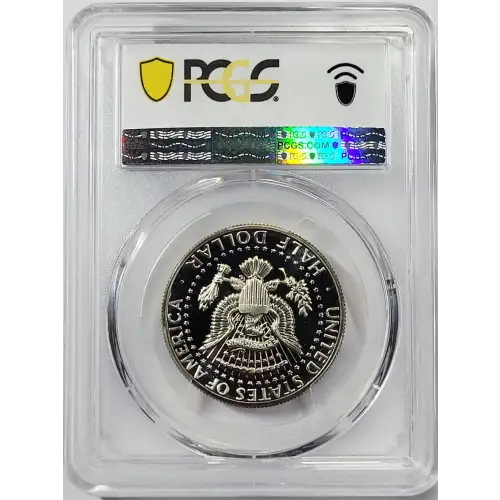 PCGS.
PCGS.COM
UNITED STATES OF AMERICA
· HALF DOLLAR ·